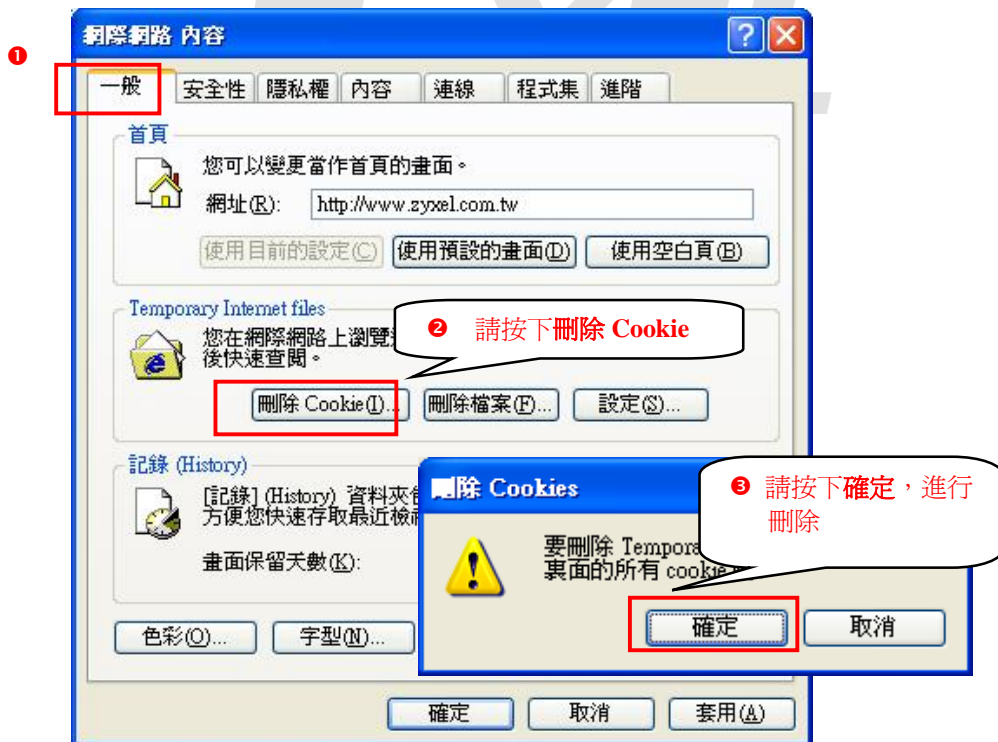 網際網路 內容
❶
一般 安全性 隱私權 內容 連線 程式集 進階
首頁
您可以變更當作首頁的畫面。
網址(R): http://www.zyxel.com.tw
使用目前的設定(C) 使用預設的畫面(D) 使用空白頁(B)
Temporary Internet files
您在網際網路上瀏覽
後快速查閱。
❷ 請按下刪除 Cookie
刪除 Cookie(I)... 刪除檔案(F)... 設定(S)...
記錄 (History)
[記錄] (History) 資料夾
方便您快速存取最近檢
畫面保留天數(K):
刪除 Cookies
❸ 請按下確定，進行
刪除
要刪除 Tempora
裏面的所有 cookie
確定 取消
色彩(O)... 字型(N)...
確定 取消 套用(A)